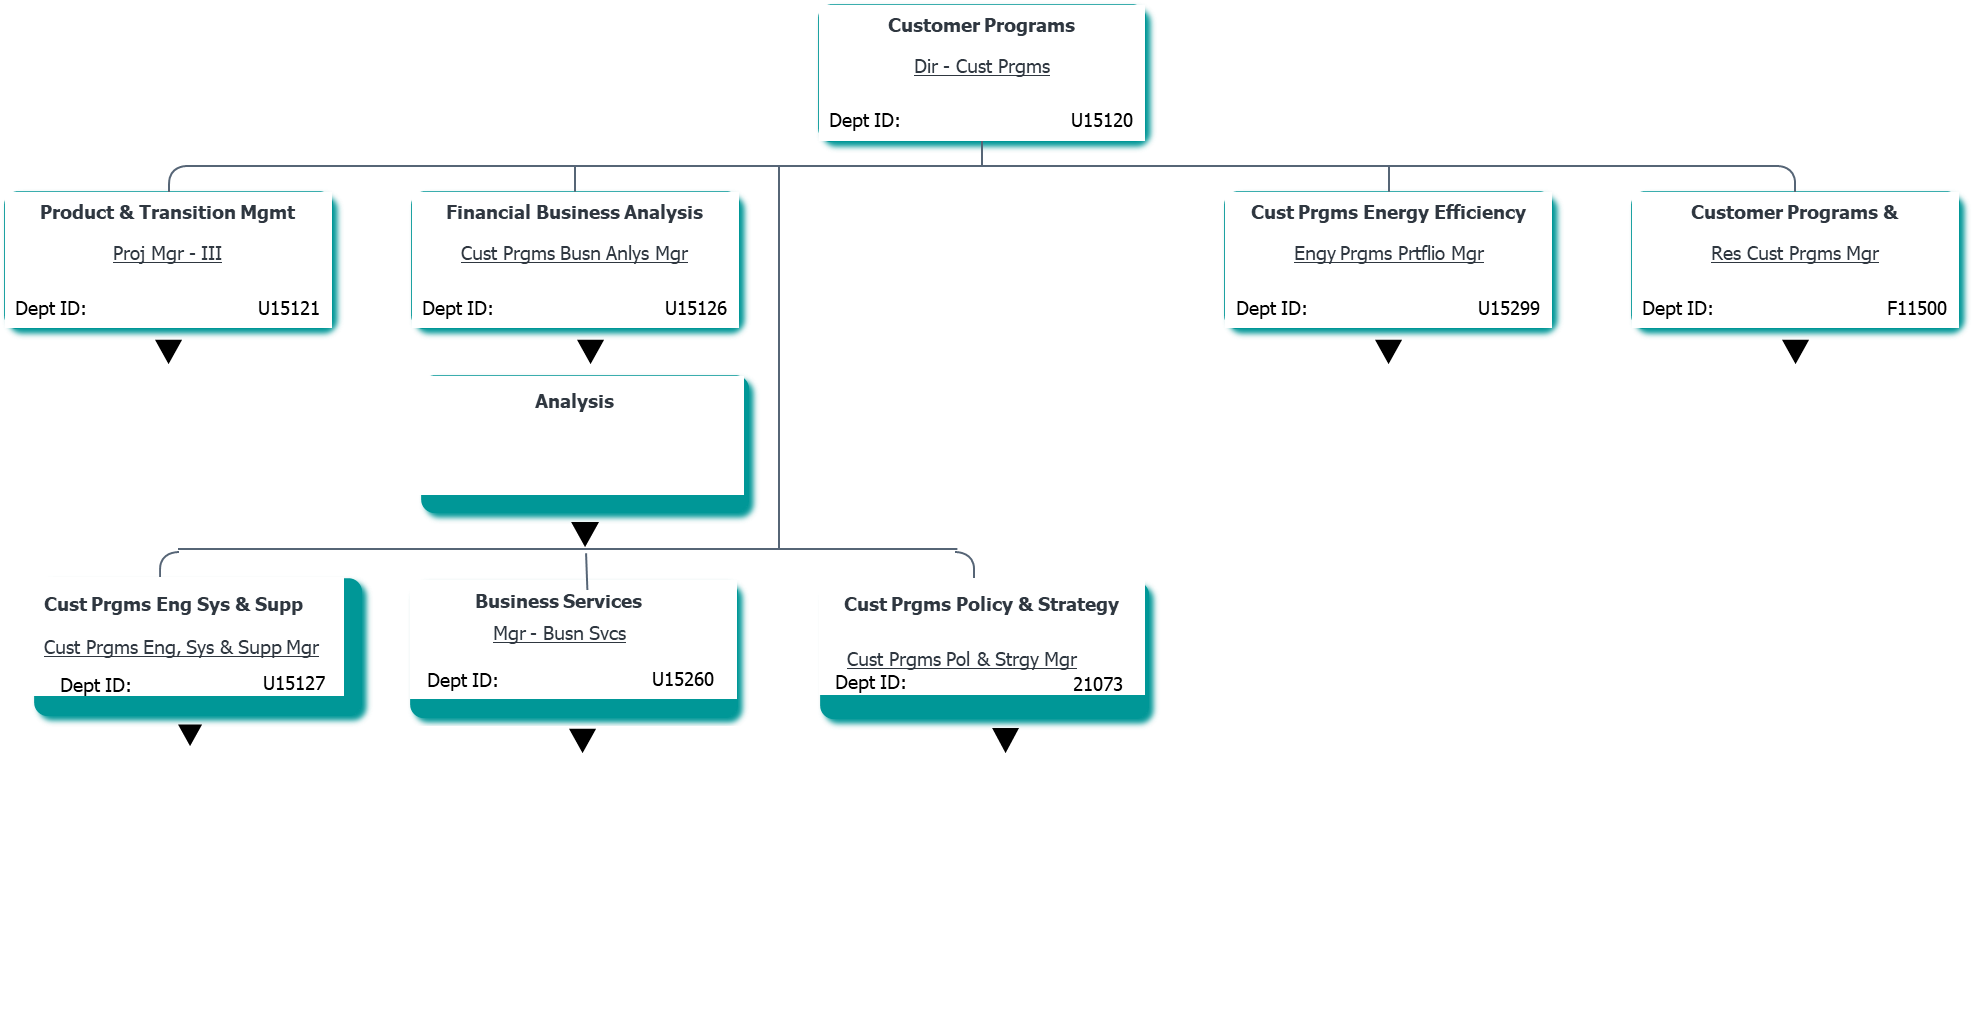 Customer Programs
Dir - Cust Prgms
Dept ID: U15120
Product & Transition Mgmt
Proj Mgr - III
Dept ID: U15121
Financial Business Analysis
Cust Prgms Busn Anlys Mgr
Dept ID: U15126
Cust Prgms Energy Efficiency
Engy Prgms Prtflio Mgr
Dept ID: U15299
Customer Programs &
Res Cust Prgms Mgr
Dept ID: F11500
Analysis
Cust Prgms Eng Sys & Supp
Cust Prgms Eng, Sys & Supp Mgr
Dept ID: U15127
Business Services
Mgr - Busn Svcs
Dept ID: U15260
Cust Prgms Policy & Strategy
Cust Prgms Pol & Strgy Mgr
Dept ID: 21073